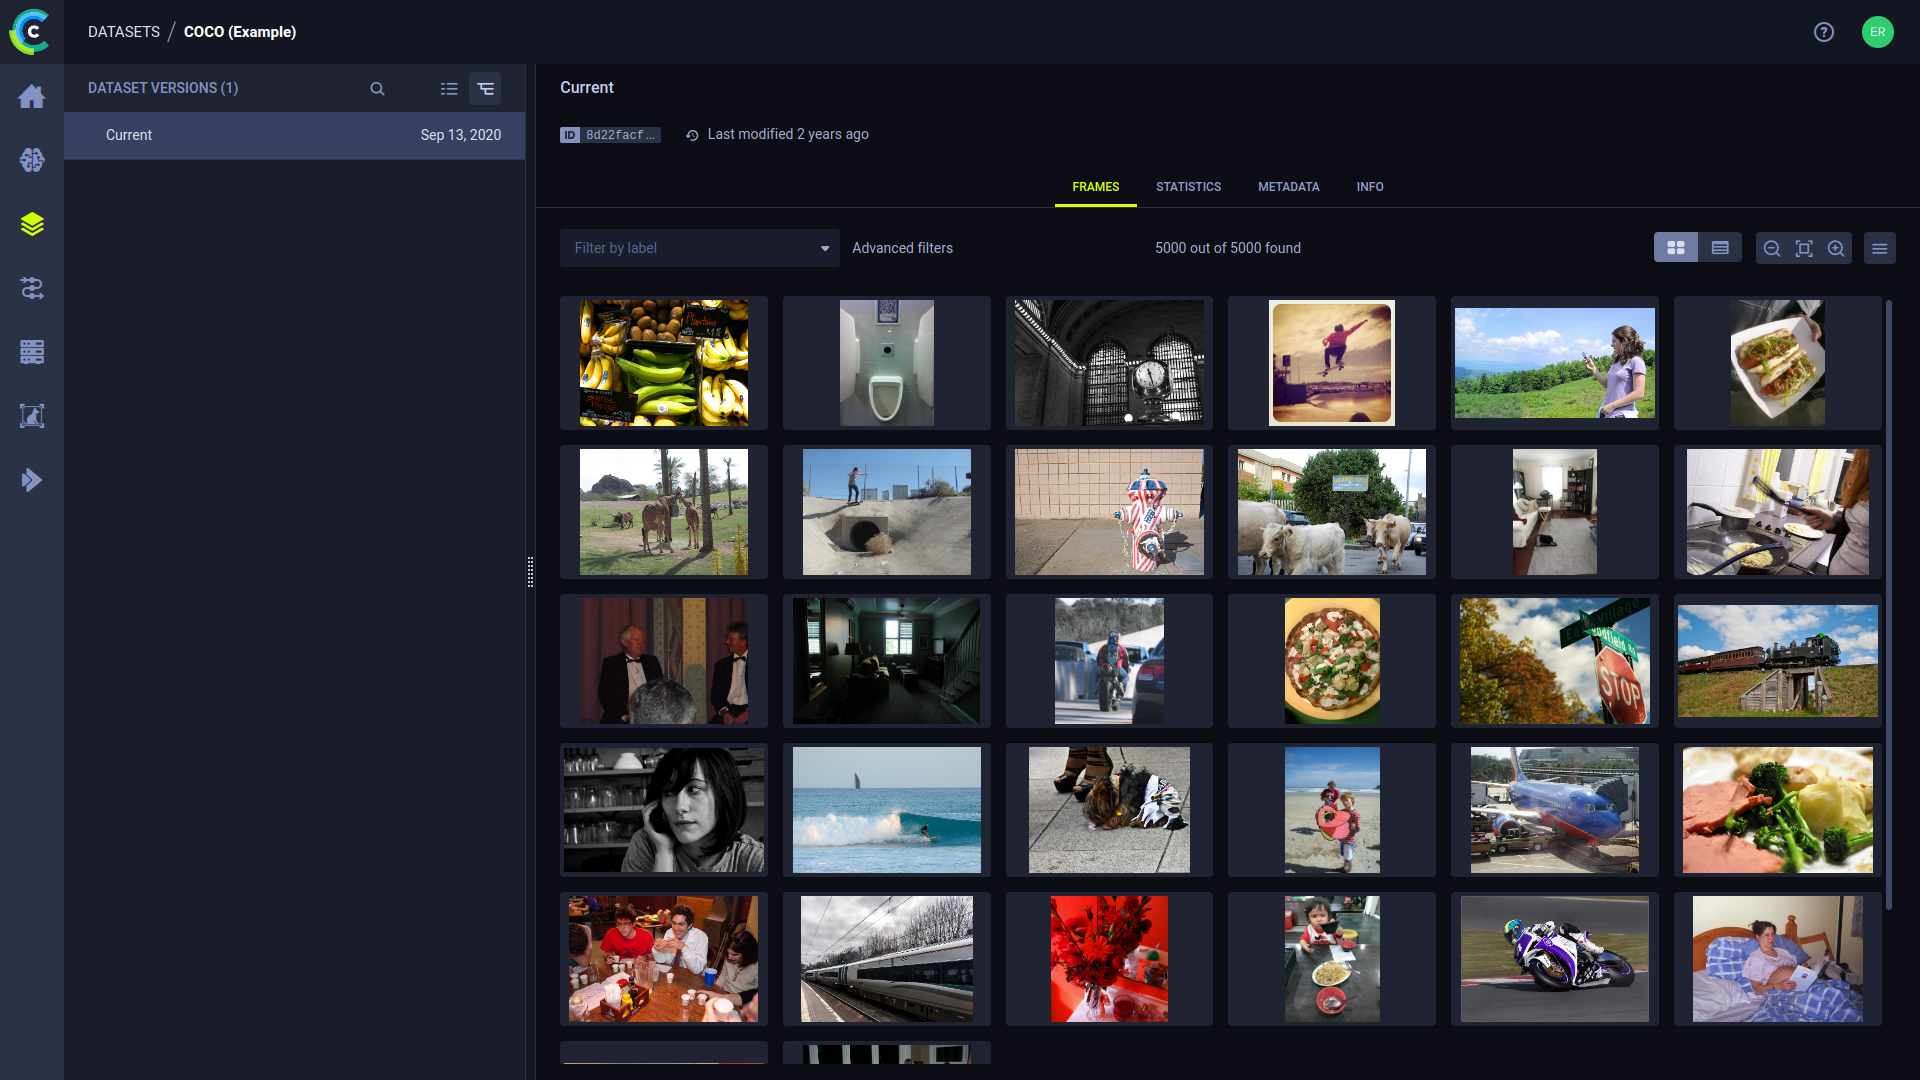 DATASETS / COCO (Example)
ER
DATASET VERSIONS (1)
Current
Sep 13, 2020
Current
ID 8d22facf...
Last modified 2 years ago
FRAMES
STATISTICS
METADATA
INFO
Filter by label
Advanced filters
5000 out of 5000 found
Plantains
STOP